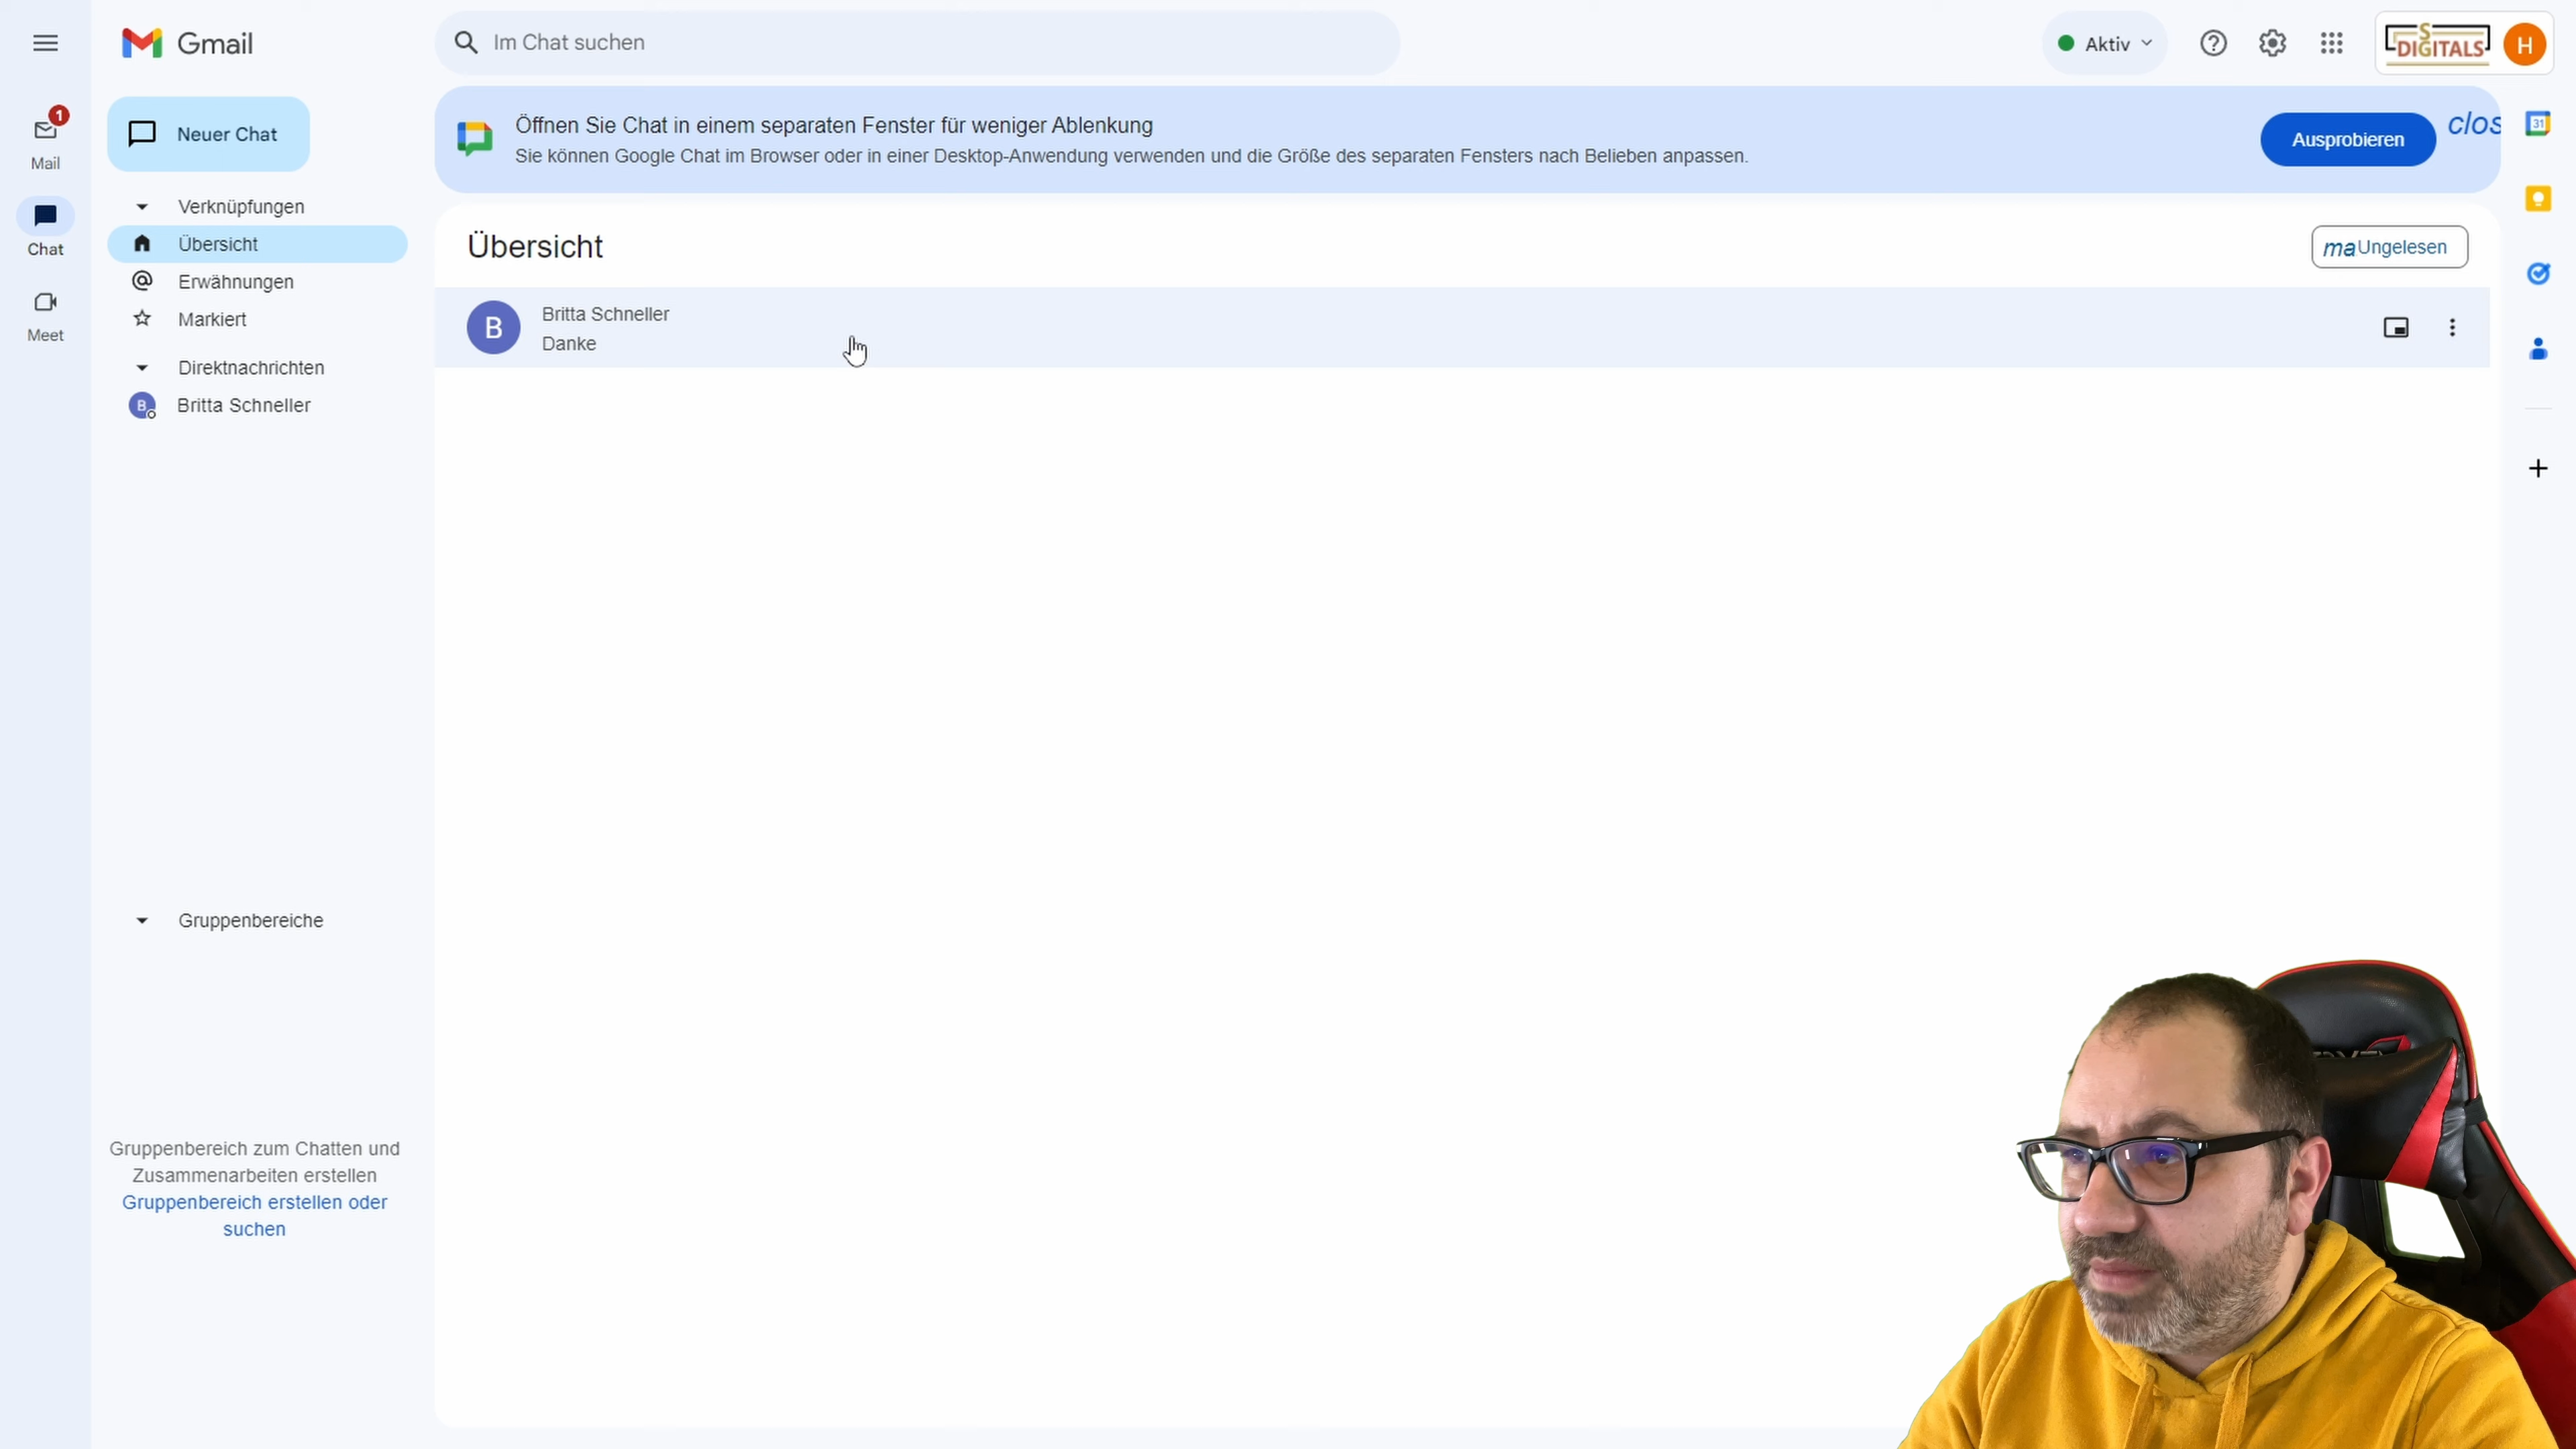 Gmail
Im Chat suchen
Aktiv
S
DIGITALS
H
1
Mail
Chat
Meet
Neuer Chat
Verknüpfungen
Übersicht
Erwähnungen
Markiert
Direktnachrichten
B
Britta Schneller
Gruppenbereiche
Gruppenbereich zum Chatten und
Zusammenarbeiten erstellen
Gruppenbereich erstellen oder
suchen
Öffnen Sie Chat in einem separaten Fenster für weniger Ablenkung
Sie können Google Chat im Browser oder in einer Desktop-Anwendung verwenden und die Größe des separaten Fensters nach Belieben anpassen.
Ausprobieren
clos
Übersicht
ma Ungelesen
B
Britta Schneller
Danke
31